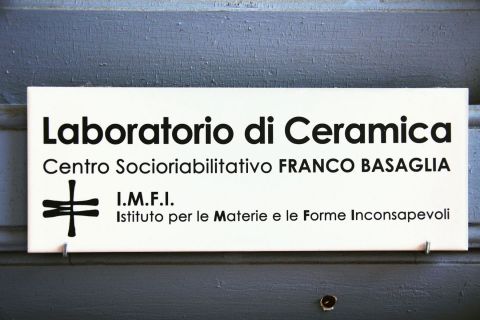 Laboratorio di Ceramica
Centro Socioriabilitativo FRANCO BASAGLIA
I.M.F.I.
Istituto per le Materie e le Forme Inconsapevoli